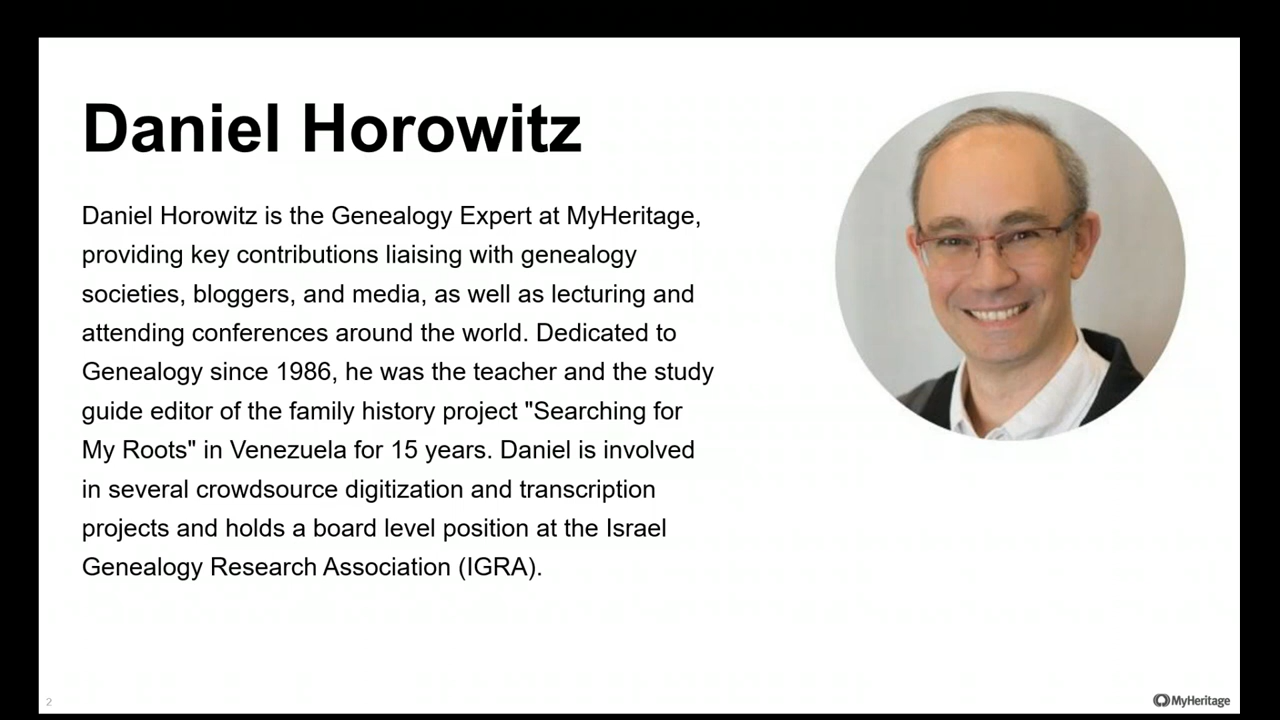 Daniel Horowitz
Daniel Horowitz is the Genealogy Expert at MyHeritage,
providing key contributions liaising with genealogy
societies, bloggers, and media, as well as lecturing and
attending conferences around the world. Dedicated to
Genealogy since 1986, he was the teacher and the study
guide editor of the family history project "Searching for
My Roots" in Venezuela for 15 years. Daniel is involved
in several crowdsource digitization and transcription
projects and holds a board level position at the Israel
Genealogy Research Association (IGRA).
2
MyHeritage